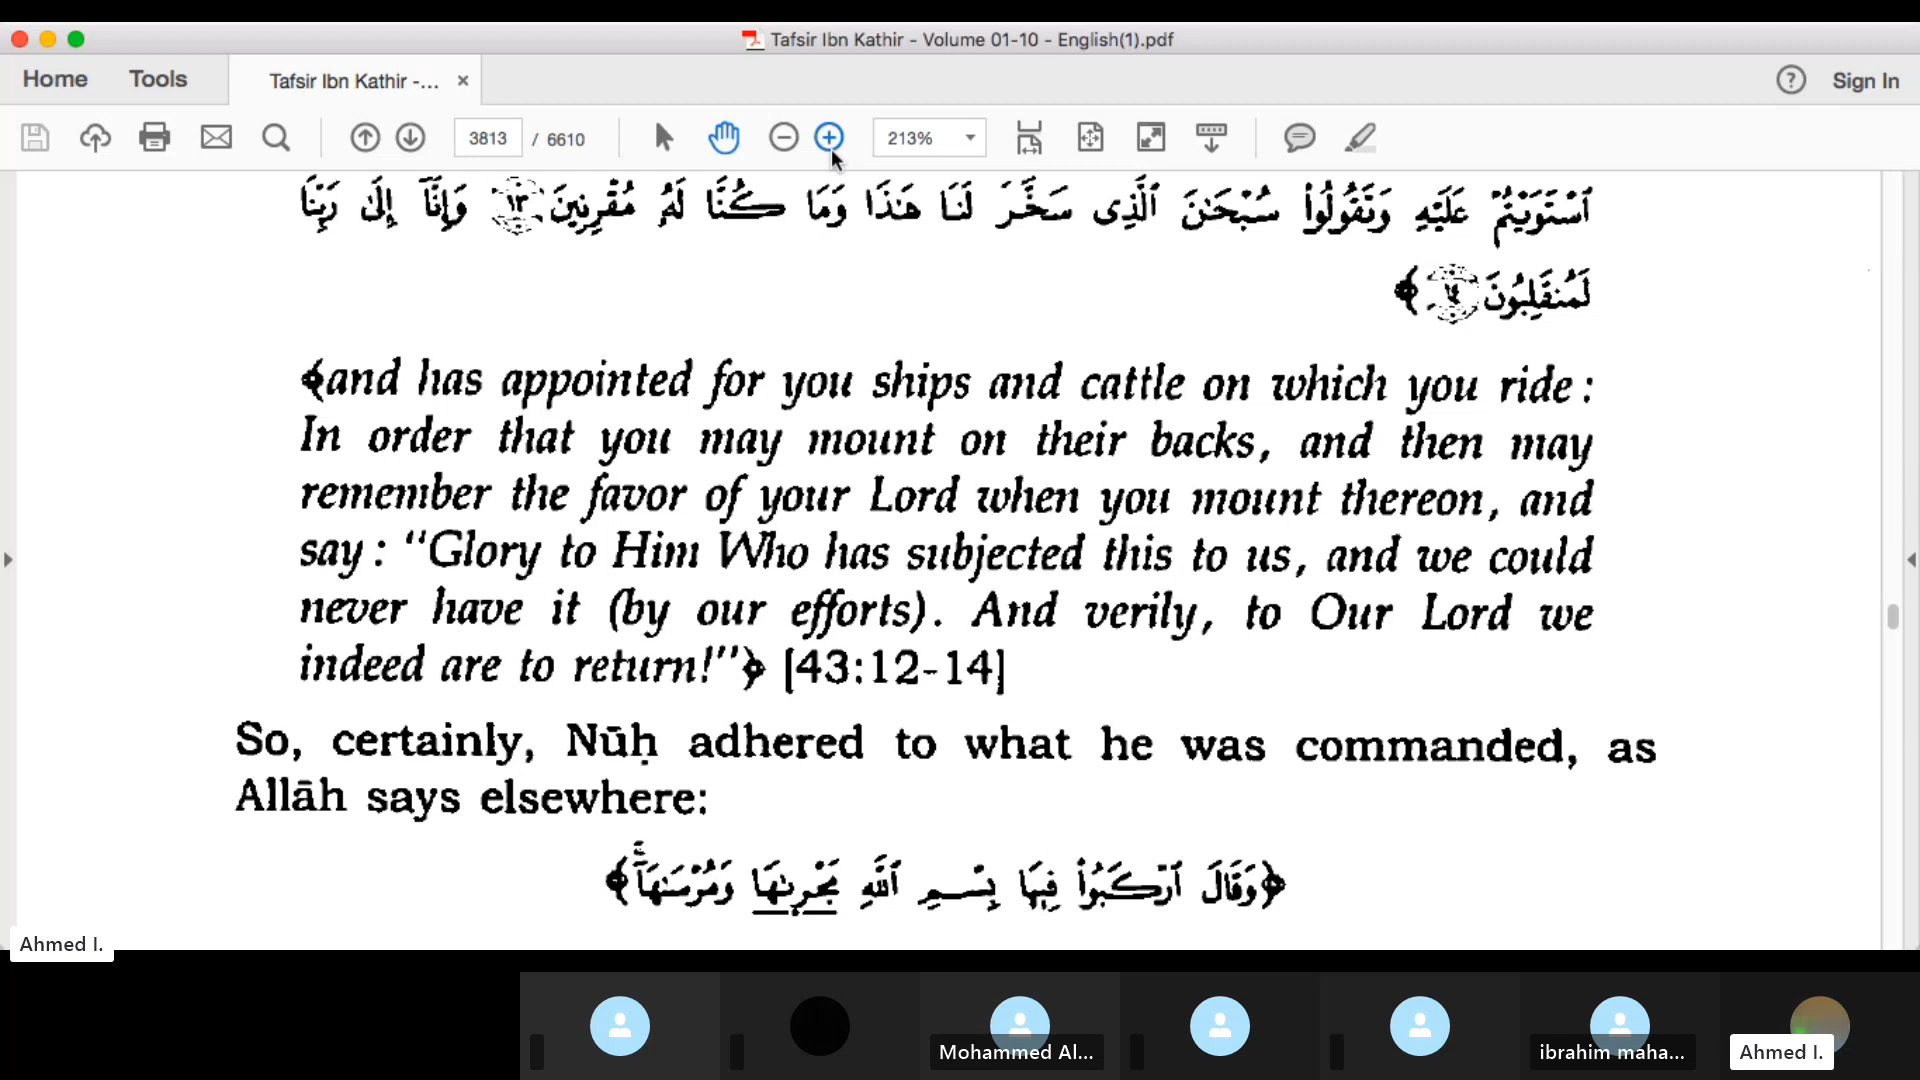 Tafsir Ibn Kathir - Volume 01-10 - English(1).pdf
Home Tools Tafsir Ibn Kathir -... × ? Sign In
3813 / 6610 213%
ٱسْتَوَيْتُمْ عَلَيْهِ وَتَقُولُوا۟ سُبْحَٰنَ ٱلَّذِى سَخَّرَ لَنَا هَٰذَا وَمَا كُنَّا لَهُۥ مُقْرِنِينَ ١٣ وَإِنَّآ إِلَىٰ رَبِّنَا
لَمُنقَلِبُونَ ١٤ ﴾
﴿and has appointed for you ships and cattle on which you ride:
In order that you may mount on their backs, and then may
remember the favor of your Lord when you mount thereon, and
say: "Glory to Him Who has subjected this to us, and we could
never have it (by our efforts). And verily, to Our Lord we
indeed are to return!"﴾ [43:12-14]
So, certainly, Nūḥ adhered to what he was commanded, as
Allāh says elsewhere:
﴿وَقَالَ ٱرْكَبُوا۟ فِيهَا بِسْمِ ٱللَّهِ مَجْر۪ىٰهَا وَمُرْسَىٰهَآ﴾
Ahmed I.
Mohammed Al... ibrahim maha... Ahmed I.